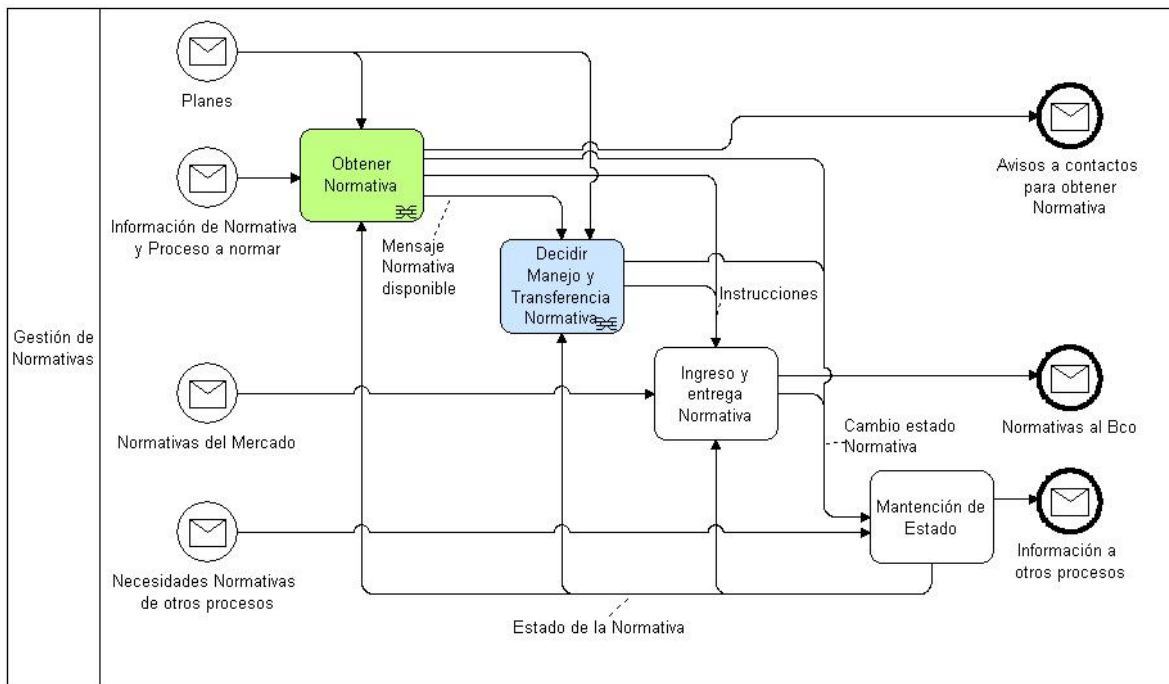 Gestión de
Normativas
Planes
Información de Normativa
y Proceso a normar
Obtener
Normativa
Mensaje
Normativa
disponible
Decidir
Manejo y
Transferencia
Normativa
Instrucciones
Avisos a contactos
para obtener
Normativa
Normativas del Mercado
Ingreso y
entrega
Normativa
Normativas al Bco
Cambio estado
Normativa
Necesidades Normativas
de otros procesos
Mantención de
Estado
Información a
otros procesos
Estado de la Normativa